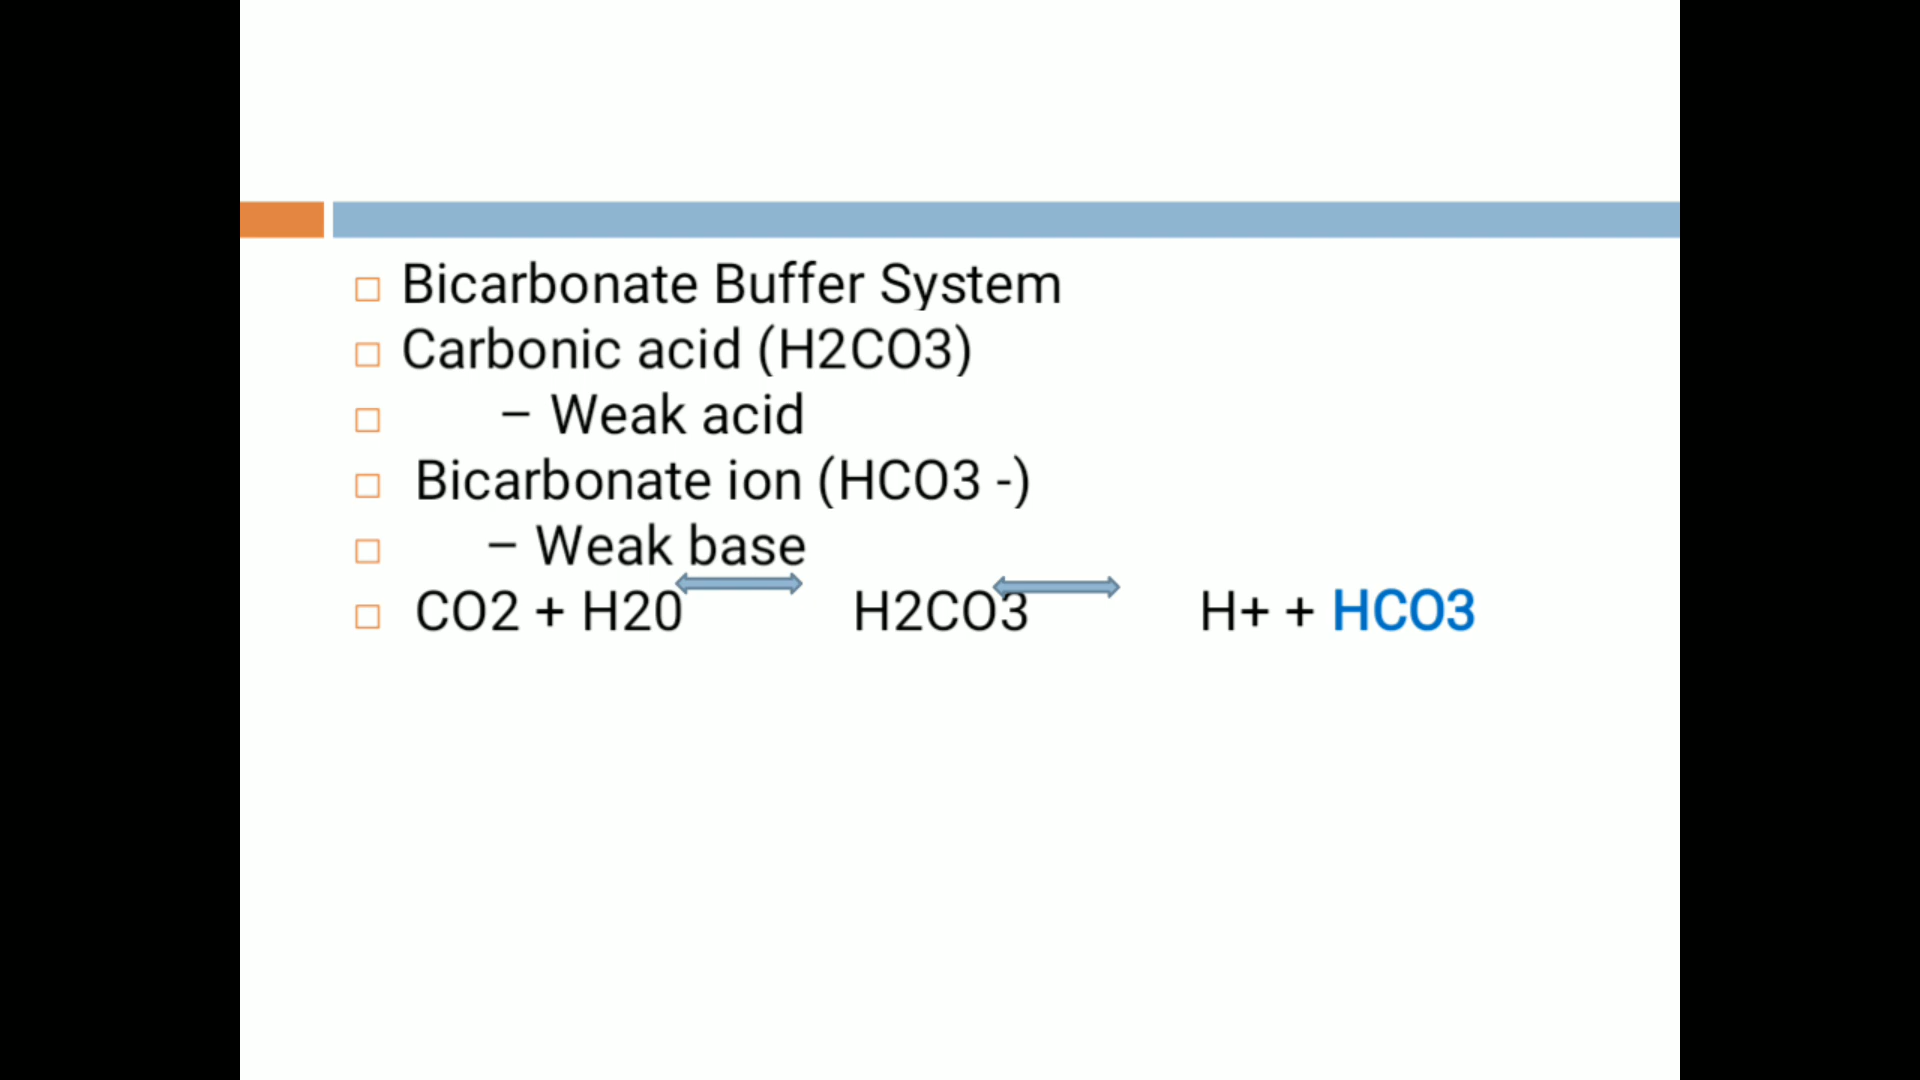 Bicarbonate Buffer System
Carbonic acid (H2CO3)
– Weak acid
Bicarbonate ion (HCO3 -)
– Weak base
CO2 + H20 H2CO3 H+ + HCO3